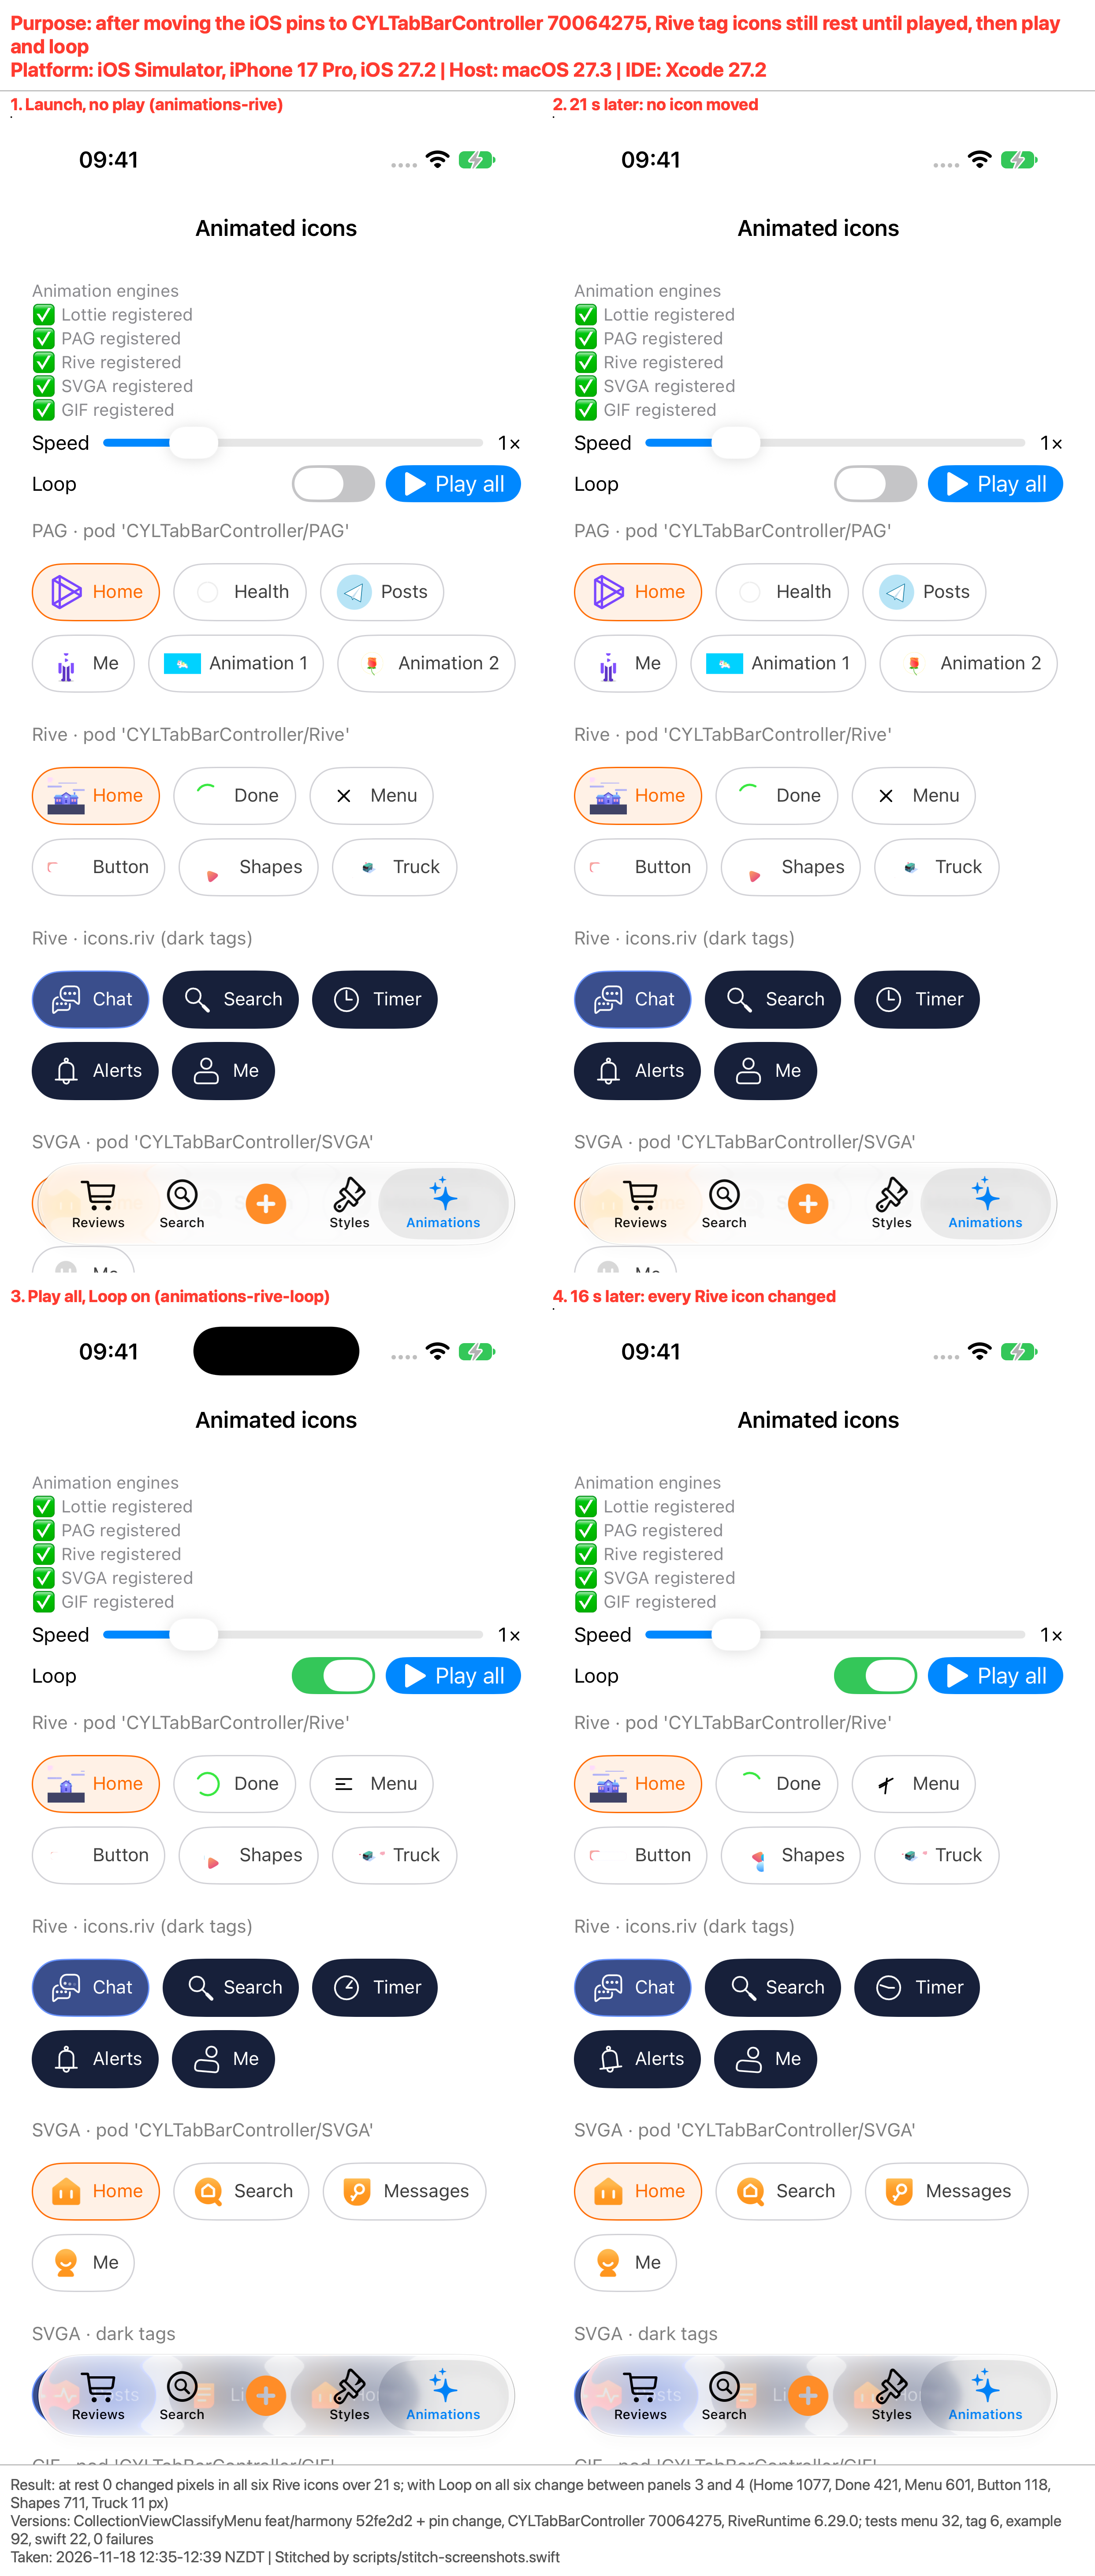 Purpose: after moving the iOS pins to CYLTabBarController 70064275, Rive tag icons still rest until played, then play
and loop
Platform: iOS Simulator, iPhone 17 Pro, iOS 27.2 | Host: macOS 27.3 | IDE: Xcode 27.2
1. Launch, no play (animations-rive)
09:41
Animated icons
Animation engines
✅ Lottie registered
✅ PAG registered
✅ Rive registered
✅ SVGA registered
✅ GIF registered
Speed 1×
Loop Play all
PAG · pod 'CYLTabBarController/PAG'
Home Health Posts
Me Animation 1 Animation 2
Rive · pod 'CYLTabBarController/Rive'
Home Done Menu
Button Shapes Truck
Rive · icons.riv (dark tags)
Chat Search Timer
Alerts Me
SVGA · pod 'CYLTabBarController/SVGA'
Reviews Search Styles Animations
Me
2. 21 s later: no icon moved
09:41
Animated icons
Animation engines
✅ Lottie registered
✅ PAG registered
✅ Rive registered
✅ SVGA registered
✅ GIF registered
Speed 1×
Loop Play all
PAG · pod 'CYLTabBarController/PAG'
Home Health Posts
Me Animation 1 Animation 2
Rive · pod 'CYLTabBarController/Rive'
Home Done Menu
Button Shapes Truck
Rive · icons.riv (dark tags)
Chat Search Timer
Alerts Me
SVGA · pod 'CYLTabBarController/SVGA'
Reviews Search Styles Animations
Me
3. Play all, Loop on (animations-rive-loop)
09:41
Animated icons
Animation engines
✅ Lottie registered
✅ PAG registered
✅ Rive registered
✅ SVGA registered
✅ GIF registered
Speed 1×
Loop Play all
Rive · pod 'CYLTabBarController/Rive'
Home Done Menu
Button Shapes Truck
Rive · icons.riv (dark tags)
Chat Search Timer
Alerts Me
SVGA · pod 'CYLTabBarController/SVGA'
Home Search Messages
Me
SVGA · dark tags
Reviews Search Styles Animations
GIF · pod 'CYLTabBarController/GIF'
4. 16 s later: every Rive icon changed
09:41
Animated icons
Animation engines
✅ Lottie registered
✅ PAG registered
✅ Rive registered
✅ SVGA registered
✅ GIF registered
Speed 1×
Loop Play all
Rive · pod 'CYLTabBarController/Rive'
Home Done Menu
Button Shapes Truck
Rive · icons.riv (dark tags)
Chat Search Timer
Alerts Me
SVGA · pod 'CYLTabBarController/SVGA'
Home Search Messages
Me
SVGA · dark tags
Reviews Search Styles Animations
GIF · pod 'CYLTabBarController/GIF'
Result: at rest 0 changed pixels in all six Rive icons over 21 s; with Loop on all six change between panels 3 and 4 (Home 1077, Done 421, Menu 601, Button 118,
Shapes 711, Truck 11 px)
Versions: CollectionViewClassifyMenu feat/harmony 52fe2d2 + pin change, CYLTabBarController 70064275, RiveRuntime 6.29.0; tests menu 32, tag 6, example
92, swift 22, 0 failures
Taken: 2026-11-18 12:35-12:39 NZDT | Stitched by scripts/stitch-screenshots.swift